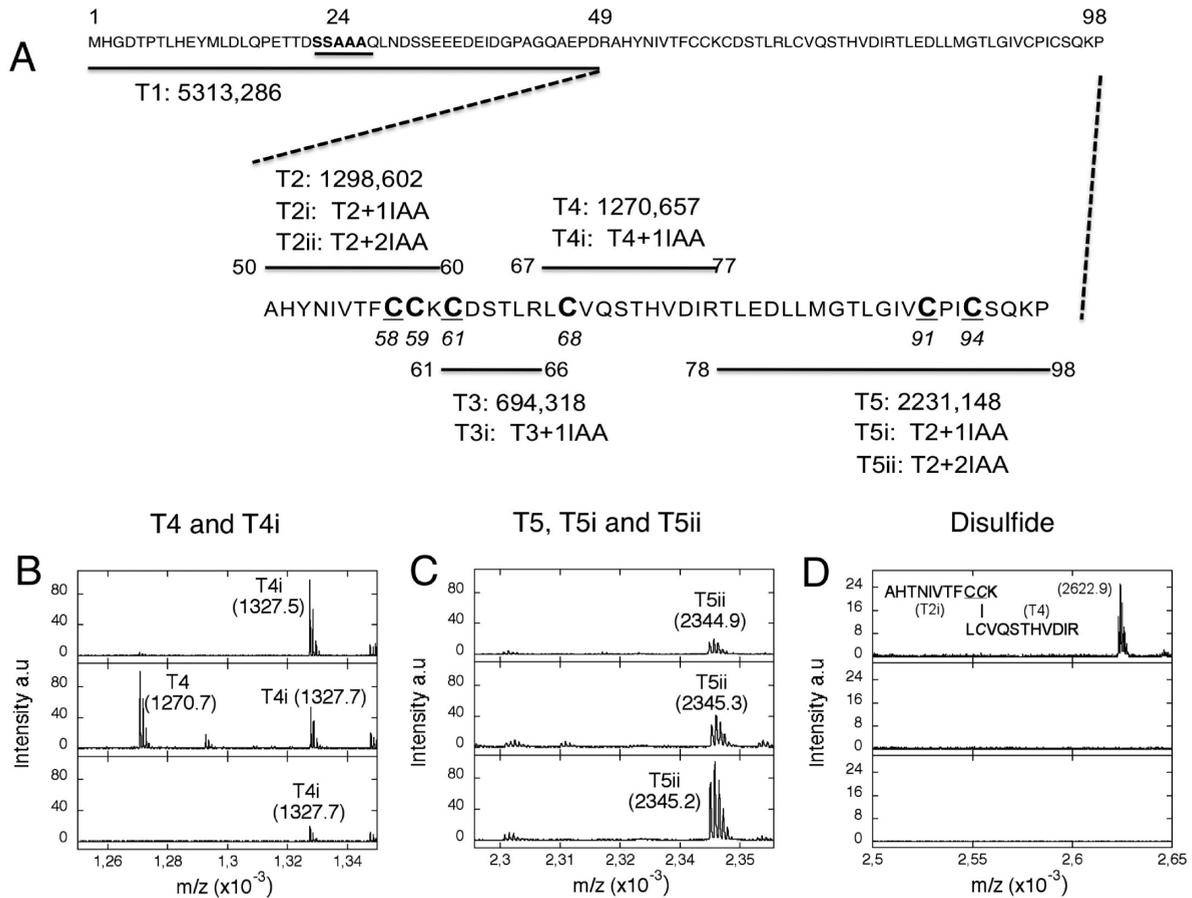 1 24 49 98
A
MHGDTPTLHEYMLDLQPETTDSSAAAQLNDSSEEEDEIDGPAGQAEPDRAHYNIVTFCCKCDSTLRLCVQSTHVDIRTLEDLLMGTLGIVCPICSQKP
T1: 5313,286
T2: 1298,602
T2i: T2+1IAA
T2ii: T2+2IAA
T4: 1270,657
T4i: T4+1IAA
50 60 67 77
AHYNIVTFCCKCDSTLRLCVQSTHVDIRTLEDLLMGTLGIVCPICSQKP
58 59 61 68 91 94
61 66 78 98
T3: 694,318
T3i: T3+1IAA
T5: 2231,148
T5i: T2+1IAA
T5ii: T2+2IAA
T4 and T4i
B
Intensity a.u
80
40
0
T4i
(1327.5)
80
40
0
T4
(1270.7)
T4i (1327.7)
80
40
0
T4i
(1327.7)
1,26 1,28 1,3 1,32 1,34
m/z (x10⁻³)
T5, T5i and T5ii
C
Intensity a.u
80
40
0
T5ii
(2344.9)
80
40
0
T5ii
(2345.3)
80
40
0
T5ii
(2345.2)
2,3 2,31 2,32 2,34 2,35
m/z (x10⁻³)
Disulfide
D
Intensity a.u
24
16
8
0
AHTNIVTFCCK (2622.9)
(T2i) (T4)
LCVQSTHVDIR
24
16
8
0
24
16
8
0
2,5 2,55 2,6 2,65
m/z (x10⁻³)